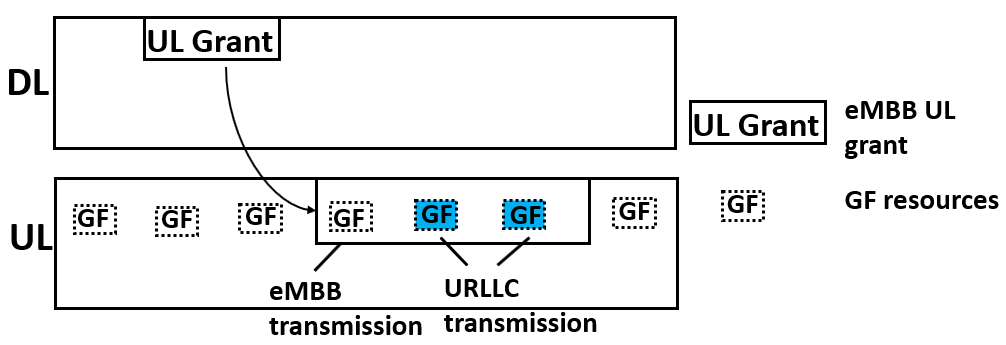 UL Grant
DL
UL Grant
eMBB UL
grant
GF
GF
GF
GF
GF
GF
GF
GF
GF resources
UL
eMBB
transmission
URLLC
transmission